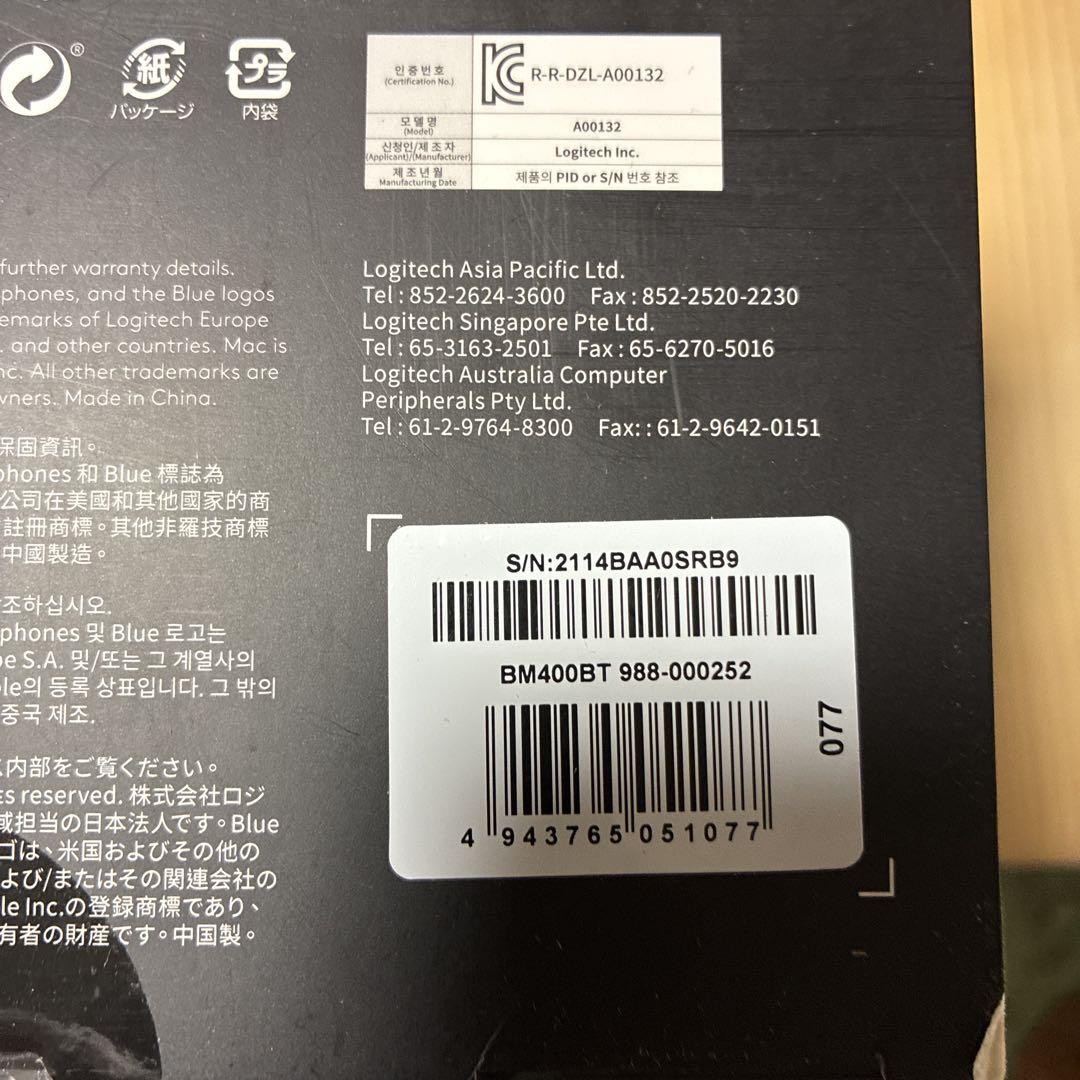 ®
紙
パッケージ
プラ
内袋
인증번호
(Certification No.)
R-R-DZL-A00132
모델명
(Model)
A00132
신청인/제조자
(Applicant)/(Manufacturer)
Logitech Inc.
제조년월
Manufacturing Date
제품의 PID or S/N 번호 참조
further warranty details.
phones, and the Blue logos
emarks of Logitech Europe
. and other countries. Mac is
nc. All other trademarks are
wners. Made in China.
保固資訊。
phones 和 Blue 標誌為
公司在美國和其他國家的商
註冊商標。其他非羅技商標
中國製造。
조하십시오.
phones 및 Blue 로고는
pe S.A. 및/또는 그 계열사의
le의 등록 상표입니다. 그 밖의
중국 제조.
内部をご覧ください。
ts reserved. 株式会社ロジ
域担当の日本法人です。Blue
ゴは、米国およびその他の
よび/またはその関連会社の
le Inc.の登録商標であり、
有者の財産です。中国製。
Logitech Asia Pacific Ltd.
Tel : 852-2624-3600 Fax : 852-2520-2230
Logitech Singapore Pte Ltd.
Tel : 65-3163-2501 Fax : 65-6270-5016
Logitech Australia Computer
Peripherals Pty Ltd.
Tel : 61-2-9764-8300 Fax: : 61-2-9642-0151
S/N:2114BAA0SRB9
BM400BT 988-000252
077
4 943765 051077